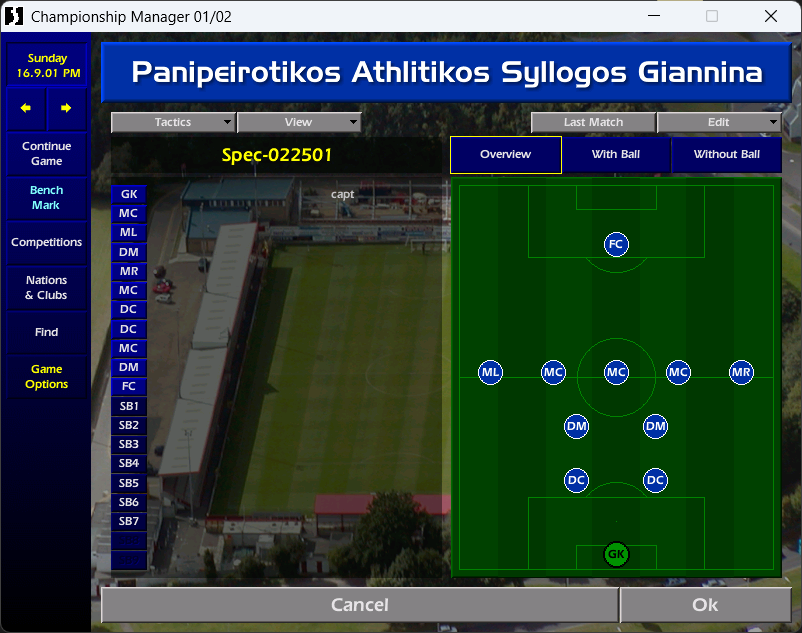 Championship Manager 01/02
Sunday
16.9.01 PM
Continue
Game
Bench
Mark
Competitions
Nations
& Clubs
Find
Game
Options
Panipeirotikos Athlitikos Syllogos Giannina
Tactics
View
Last Match
Edit
Spec-022501
Overview
With Ball
Without Ball
GK
capt
MC
ML
DM
MR
MC
DC
DC
MC
DM
FC
SB1
SB2
SB3
SB4
SB5
SB6
SB7
FC
ML
MC
MC
MC
MR
DM
DM
DC
DC
GK
Cancel
Ok